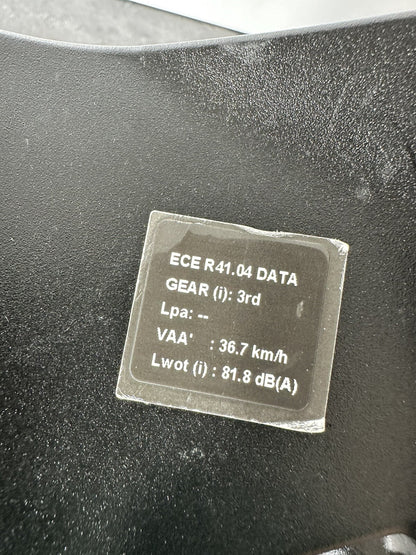 ECE R41.04 DATA
GEAR (i): 3rd
Lpa: --
VAA' : 36.7 km/h
Lwot (i) : 81.8 dB(A)